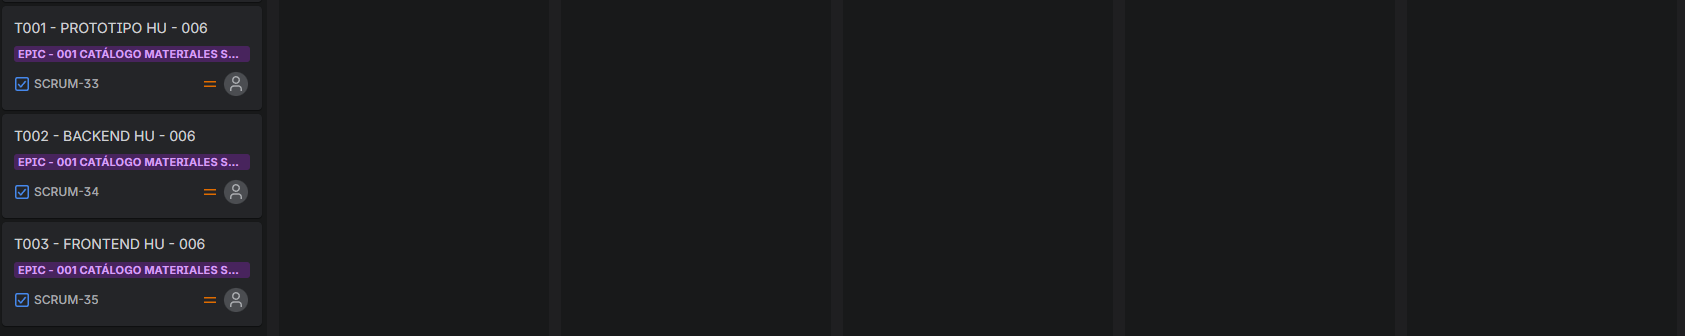 T001 - PROTOTIPO HU - 006
EPIC - 001 CATÁLOGO MATERIALES S...
SCRUM-33
T002 - BACKEND HU - 006
EPIC - 001 CATÁLOGO MATERIALES S...
SCRUM-34
T003 - FRONTEND HU - 006
EPIC - 001 CATÁLOGO MATERIALES S...
SCRUM-35